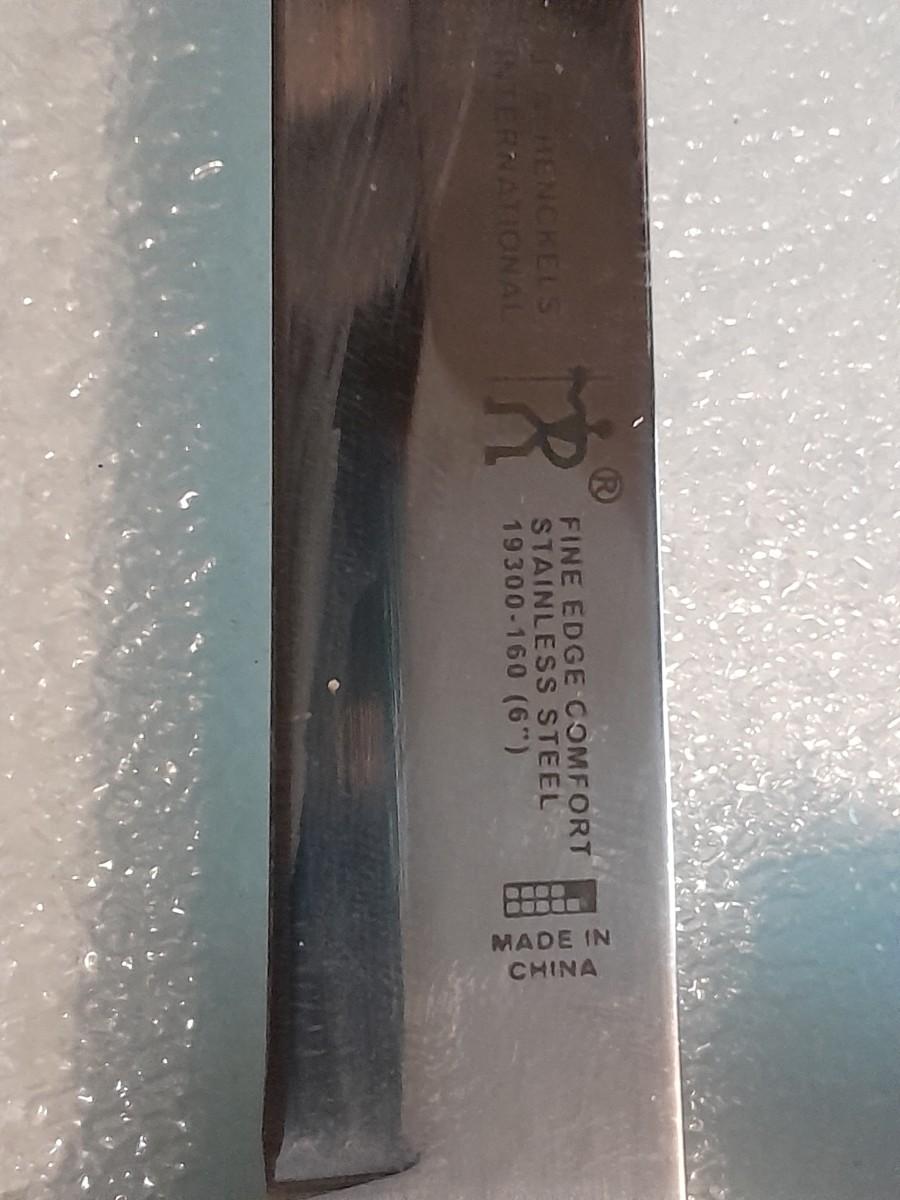 J.A. HENCKELS
INTERNATIONAL
®
FINE EDGE COMFORT
STAINLESS STEEL
19300-160 (6")
MADE IN
CHINA